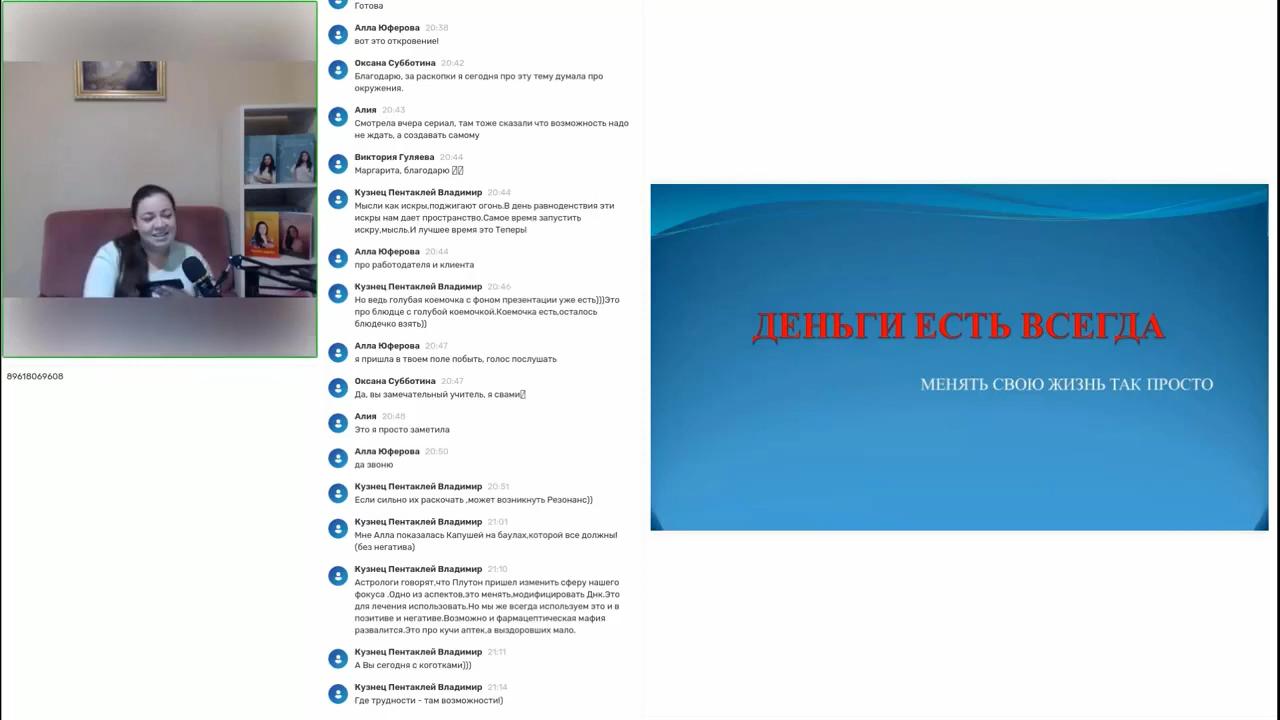 Готова
Алла Юферова 20:38
вот это откровение!
Оксана Субботина 20:42
Благодарю, за раскопки я сегодня про эту тему думала про
окружения.
Алия 20:43
Смотрела вчера сериал, там тоже сказали что возможность надо
не ждать, а создавать самому
Виктория Гуляева 20:44
Маргарита, благодарю
Кузнец Пентаклей Владимир 20:44
Мысли как искры,поджигают огонь.В день равноденствия эти
искры нам дает пространство.Самое время запустить
искру,мысль.И лучшее время это Теперь!
Алла Юферова 20:44
про работодателя и клиента
Кузнец Пентаклей Владимир 20:46
Но ведь голубая коемочка с фоном презентации уже есть)))Это
про блюдце с голубой коемочкой.Коемочка есть,осталось
блюдечко взять))
Алла Юферова 20:47
я пришла в твоем поле побыть, голос послушать
Оксана Субботина 20:47
Да, вы замечательный учитель, я свами
Алия 20:48
Это я просто заметила
Алла Юферова 20:50
да звоню
Кузнец Пентаклей Владимир 20:51
Если сильно их раскочать ,может возникнуть Резонанс))
Кузнец Пентаклей Владимир 21:01
Мне Алла показалась Капушей на баулах,которой все должны!
(без негатива)
Кузнец Пентаклей Владимир 21:10
Астрологи говорят,что Плутон пришел изменить сферу нашего
фокуса .Одно из аспектов,это менять,модифицировать Днк.Это
для лечения использовать.Но мы же всегда используем это и в
позитиве и негативе.Возможно и фармацептическая мафия
развалится.Это про кучи аптек,а выздоровших мало.
Кузнец Пентаклей Владимир 21:11
А Вы сегодня с коготками)))
Кузнец Пентаклей Владимир 21:14
Где трудности - там возможности!)
89618069608
ДЕНЬГИ ЕСТЬ ВСЕГДА
МЕНЯТЬ СВОЮ ЖИЗНЬ ТАК ПРОСТО